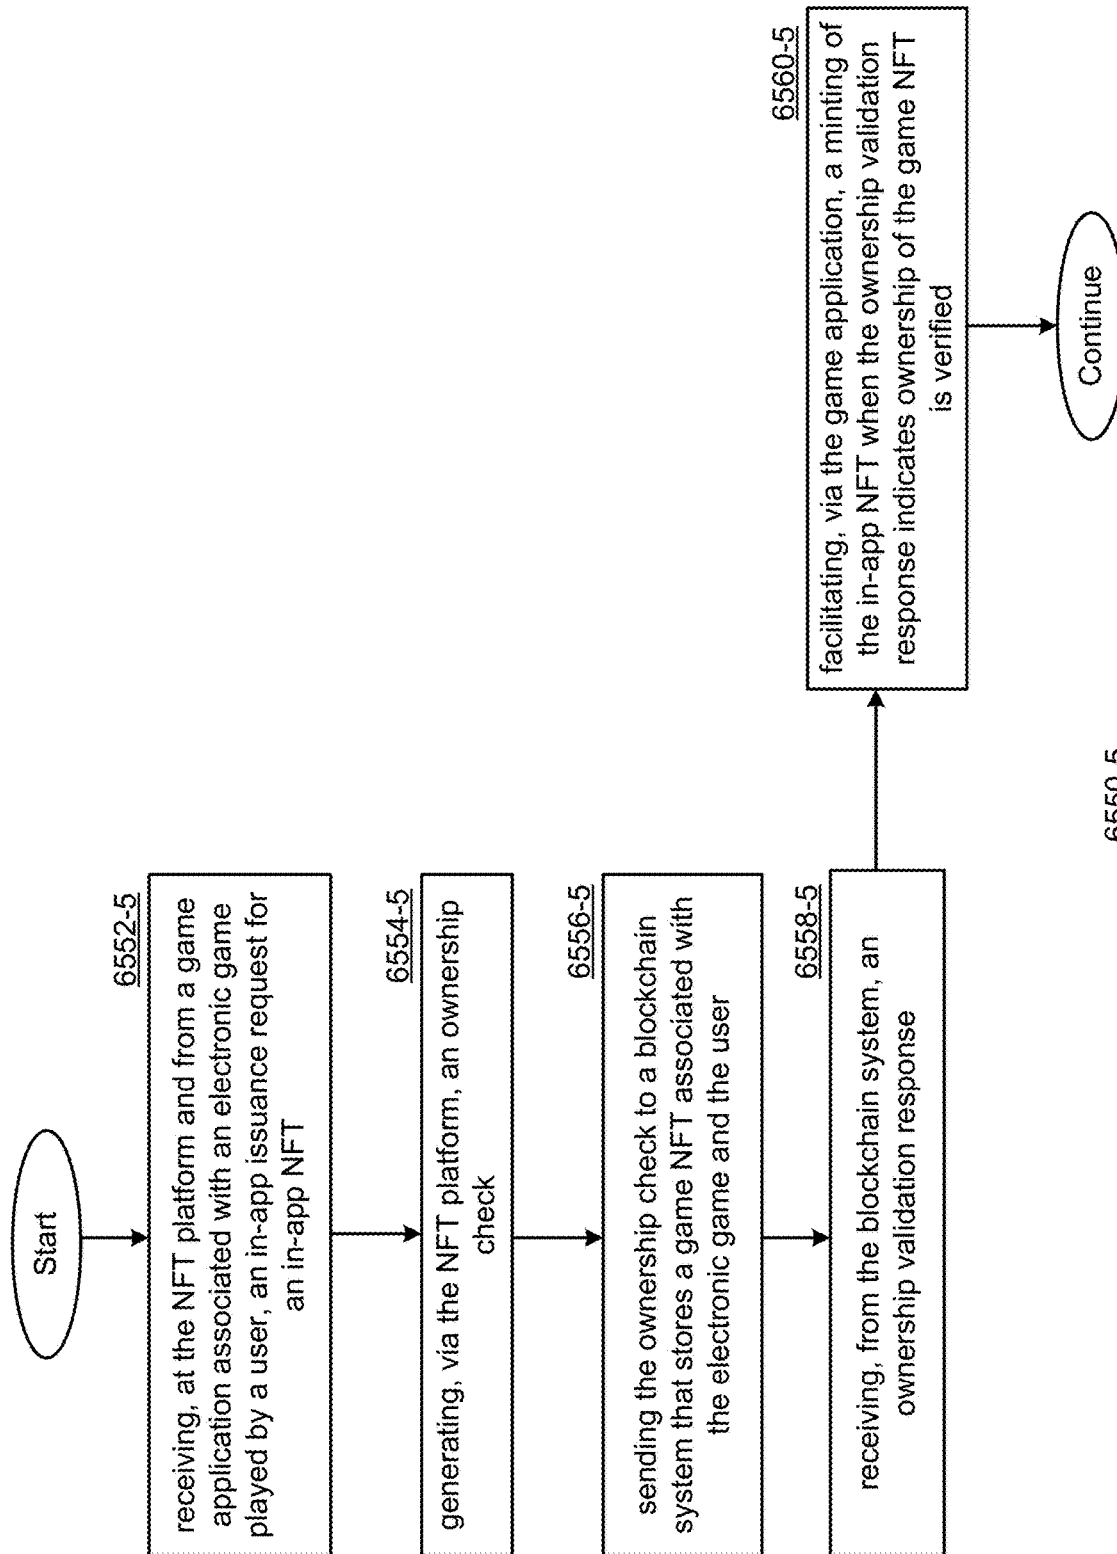 Start
6552-5
receiving, at the NFT platform and from a game
application associated with an electronic game
played by a user, an in-app issuance request for
an in-app NFT
6554-5
generating, via the NFT platform, an ownership
check
6556-5
sending the ownership check to a blockchain
system that stores a game NFT associated with
the electronic game and the user
6558-5
receiving, from the blockchain system, an
ownership validation response
6560-5
facilitating, via the game application, a minting of
the in-app NFT when the ownership validation
response indicates ownership of the game NFT
is verified
Continue
6550-5